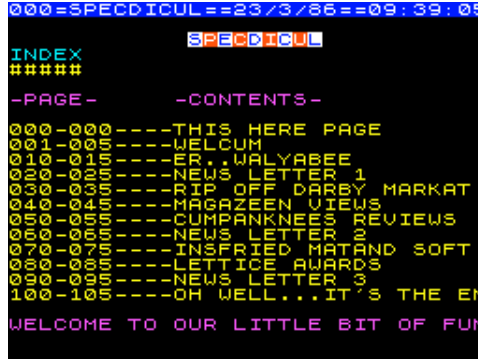 000=SPECDICUL==23/3/86==09:39:05
SPECDICUL
INDEX
#####
-PAGE- -CONTENTS-
000-000----THIS HERE PAGE
001-005----WELCUM
010-015----ER..WALYABEE
020-025----NEWS LETTER 1
030-035----RIP OFF DARBY MARKAT
040-045----MAGAZEEN VIEWS
050-055----CUMPANKNEES REVIEWS
060-065----NEWS LETTER 2
070-075----INSFRIED MATAND SOFT
080-085----LETTICE AWARDS
090-095----NEWS LETTER 3
100-105----OH WELL...IT'S THE EN
WELCOME TO OUR LITTLE BIT OF FUN